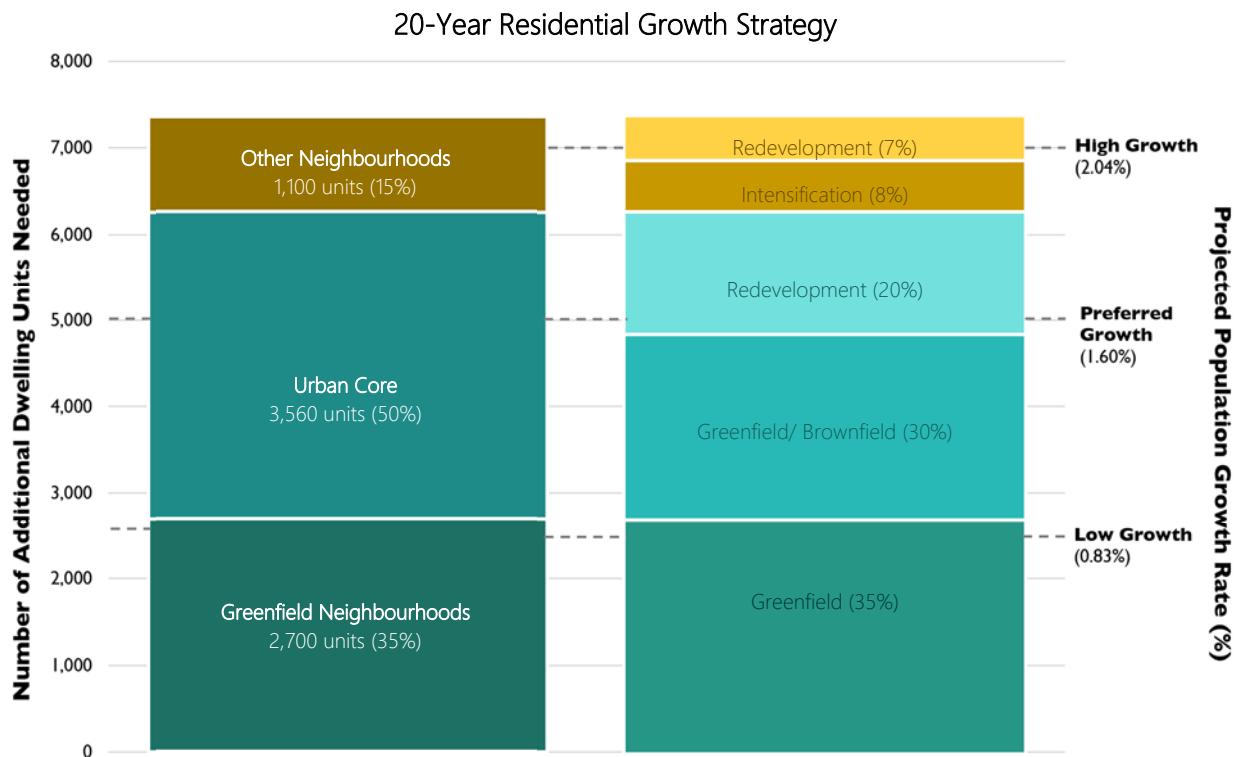 20-Year Residential Growth Strategy
Number of Additional Dwelling Units Needed
8,000
7,000
6,000
5,000
4,000
3,000
2,000
1,000
0
Other Neighbourhoods
1,100 units (15%)
Urban Core
3,560 units (50%)
Greenfield Neighbourhoods
2,700 units (35%)
Redevelopment (7%)
Intensification (8%)
Redevelopment (20%)
Greenfield/ Brownfield (30%)
Greenfield (35%)
High Growth
(2.04%)
Preferred
Growth
(1.60%)
Low Growth
(0.83%)
Projected Population Growth Rate (%)